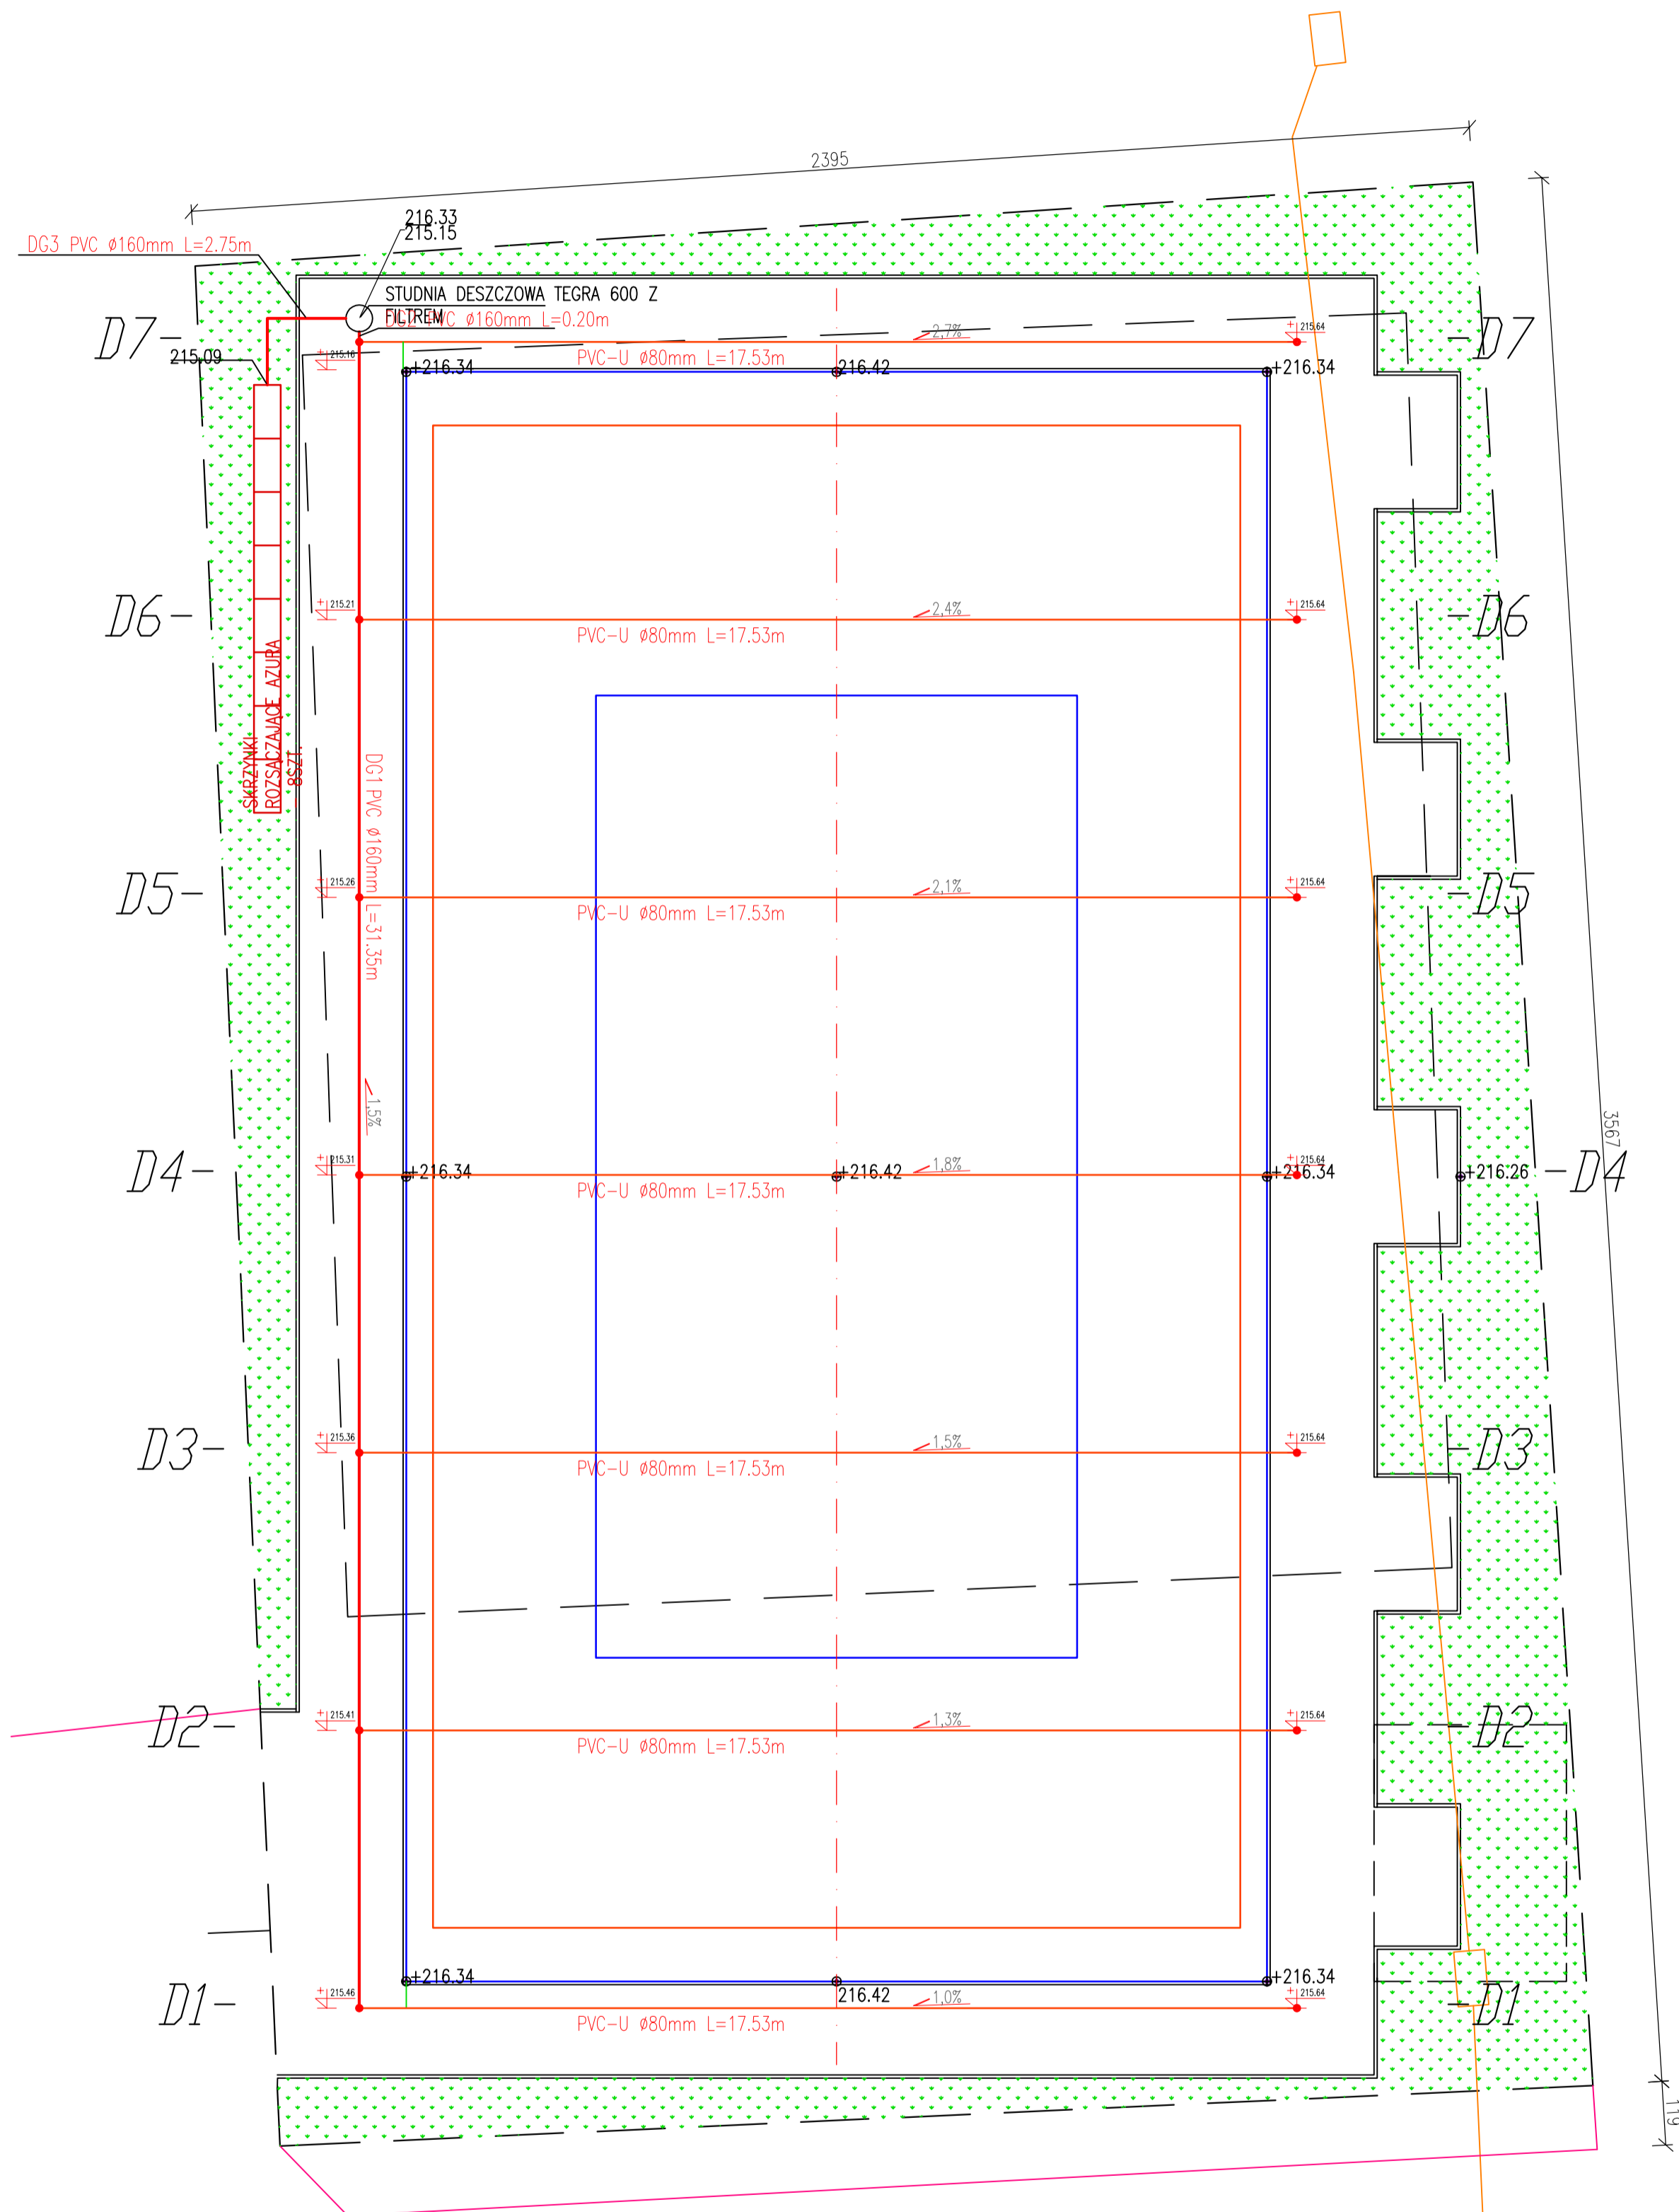 2395
216.33
215.15
DG3 PVC ø160mm L=2.75m
STUDNIA DESZCZOWA TEGRA 600 Z
FILTREM
DG2 PVC ø160mm L=0.20m
D7-
215.09
215.16
2,7%
215.64
-D7
PVC-U ø80mm L=17.53m
+216.34
216.42
+216.34
D6-
215.21
2,4%
215.64
-D6
PVC-U ø80mm L=17.53m
SKRZYNKI
ROZSĄCZAJĄCE AZURA
8SZT.
DG1 PVC ø160mm L=31.35m
D5-
215.26
2,1%
215.64
-D5
PVC-U ø80mm L=17.53m
1,5%
3567
D4-
215.31
+216.34
+216.42
1,8%
215.64
+216.34
+216.26
-D4
PVC-U ø80mm L=17.53m
D3-
215.36
1,5%
215.64
-D3
PVC-U ø80mm L=17.53m
D2-
215.41
1,3%
215.64
-D2
PVC-U ø80mm L=17.53m
+216.34
216.42
+216.34
D1-
215.46
1,0%
215.64
-D1
PVC-U ø80mm L=17.53m
119